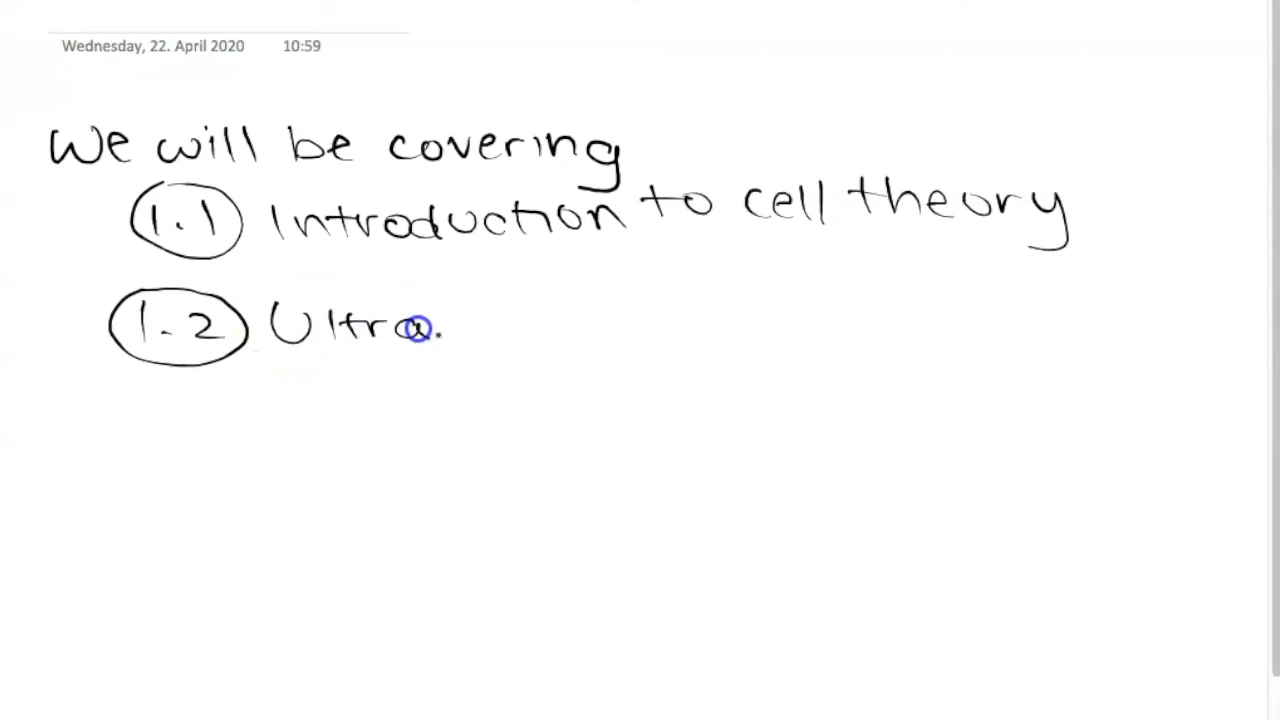 Wednesday, 22. April 2020 10:59
We will be covering
1.1 Introduction to cell theory
1.2 Ultra